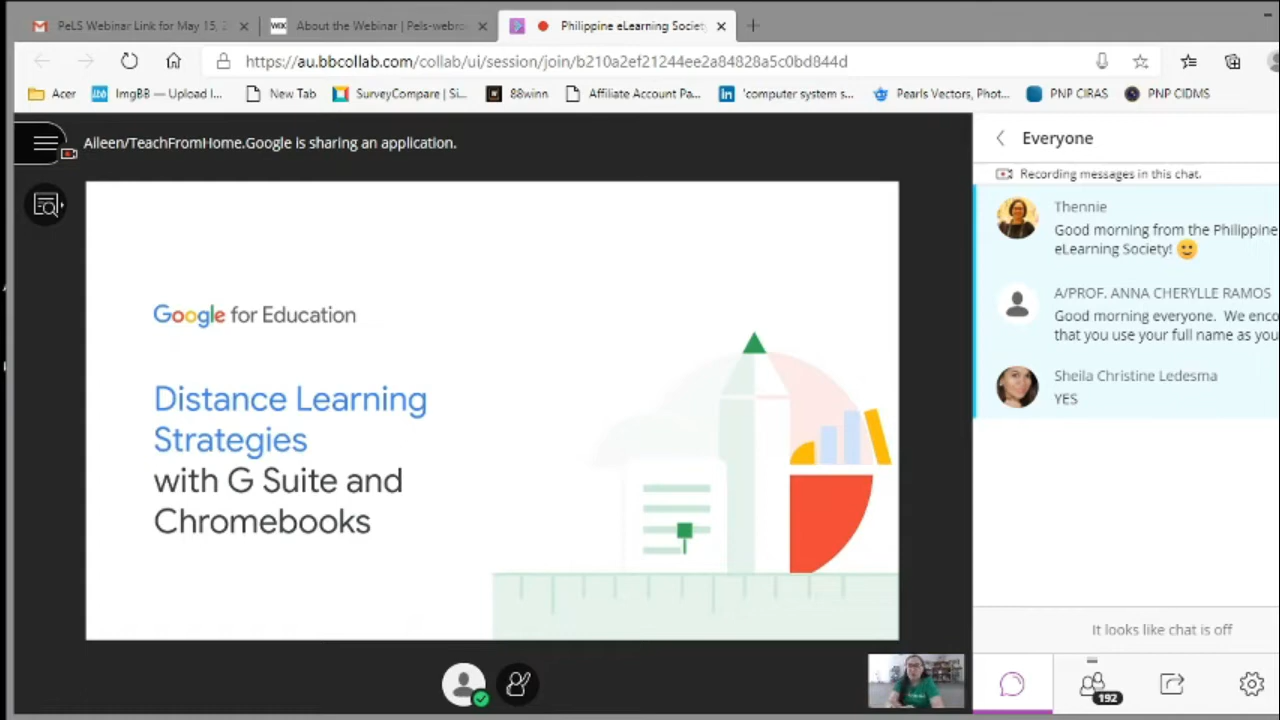 PeLS Webinar Link for May 15, 2
About the Webinar | Pels-webro
Philippine eLearning Society
https://au.bbcollab.com/collab/ui/session/join/b210a2ef21244ee2a84828a5c0bd844d
Acer
ImgBB — Upload I...
New Tab
SurveyCompare | Si...
88winn
Affiliate Account Pa...
'computer system s...
Pearls Vectors, Phot...
PNP CIRAS
PNP CIDMS
Aileen/TeachFromHome.Google is sharing an application.
Everyone
Recording messages in this chat.
Thennie
Good morning from the Philippine
eLearning Society!
A/PROF. ANNA CHERYLLE RAMOS
Good morning everyone. We enco
that you use your full name as you
Sheila Christine Ledesma
YES
Google for Education
Distance Learning
Strategies
with G Suite and
Chromebooks
It looks like chat is off
192